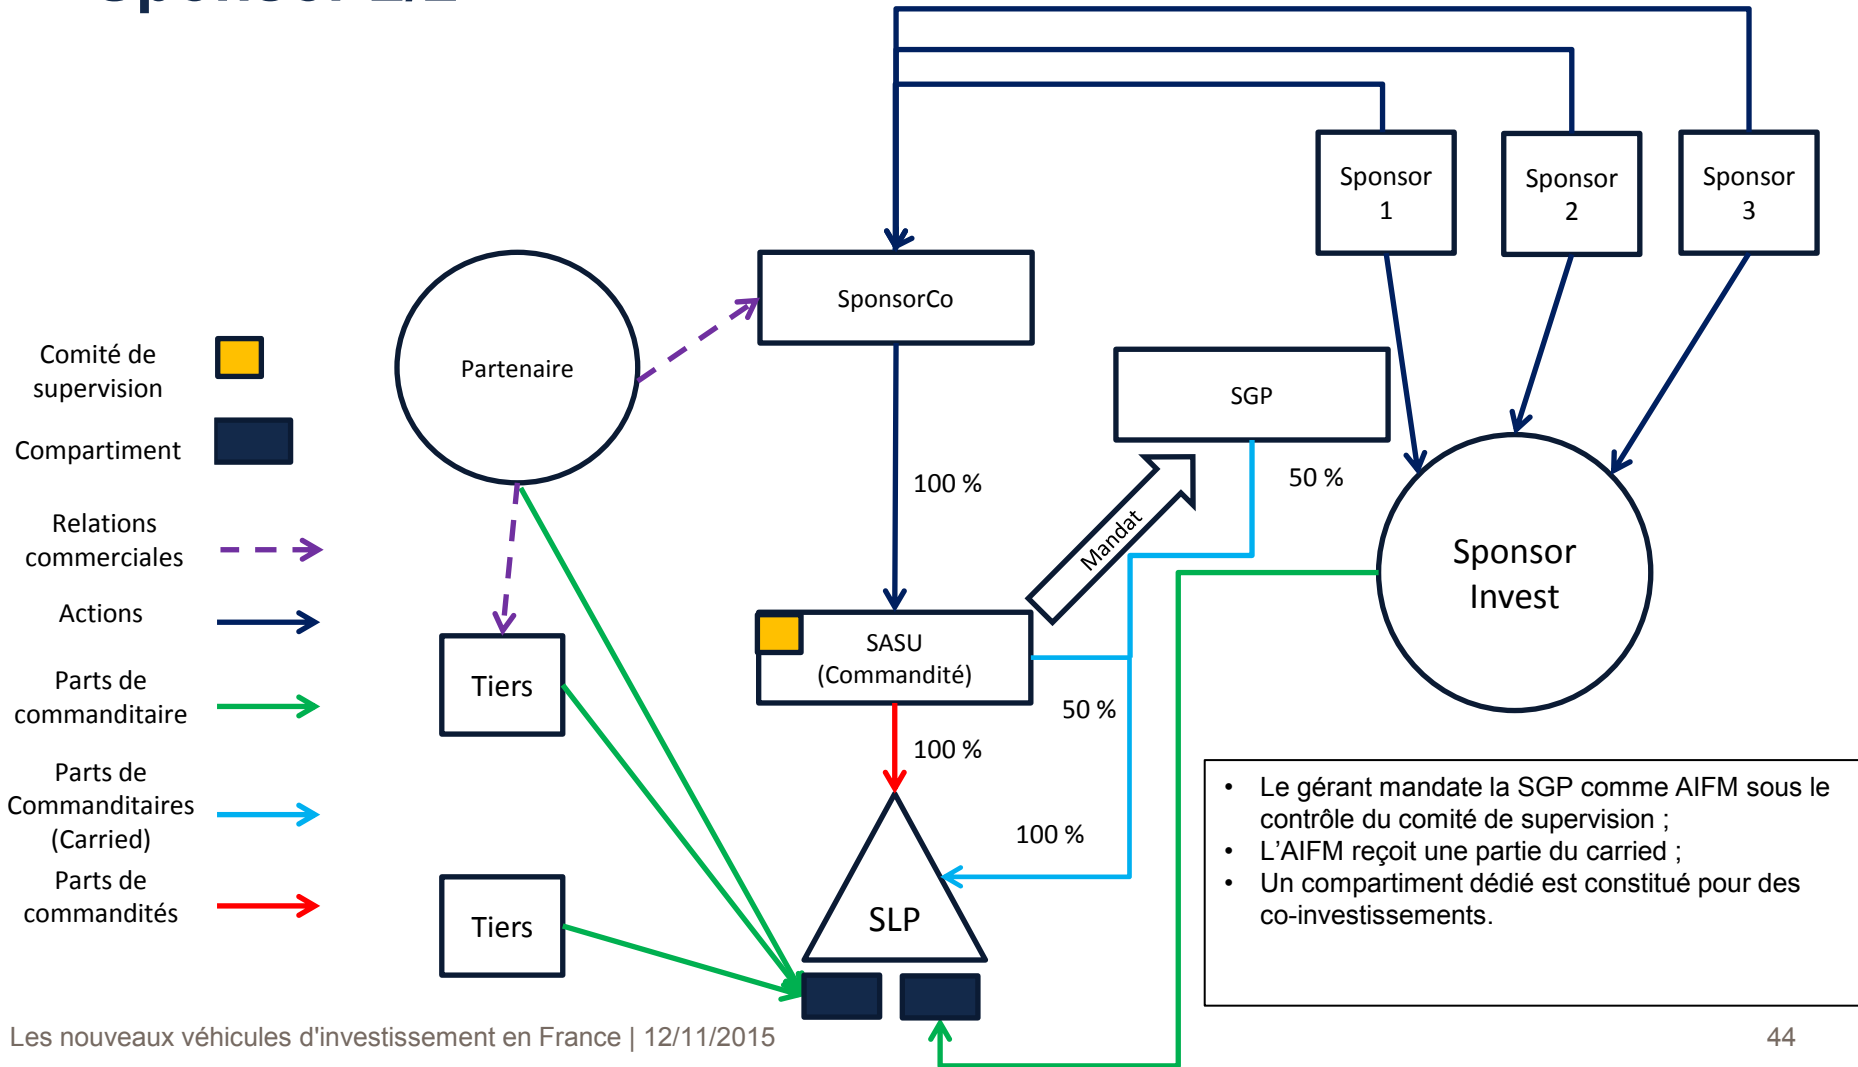 Sponsor
1
Sponsor
2
Sponsor
3
SponsorCo
Partenaire
Comité de
supervision
SGP
Compartiment
50 %
100 %
Relations
commerciales
Mandat
Sponsor
Invest
Actions
SASU
(Commandité)
Tiers
Parts de
commanditaire
50 %
100 %
Parts de
Commanditaires
(Carried)
100 %
• Le gérant mandate la SGP comme AIFM sous le
contrôle du comité de supervision ;
• L’AIFM reçoit une partie du carried ;
• Un compartiment dédié est constitué pour des
co-investissements.
Parts de
commandités
Tiers
SLP
Les nouveaux véhicules d'investissement en France | 12/11/2015
44